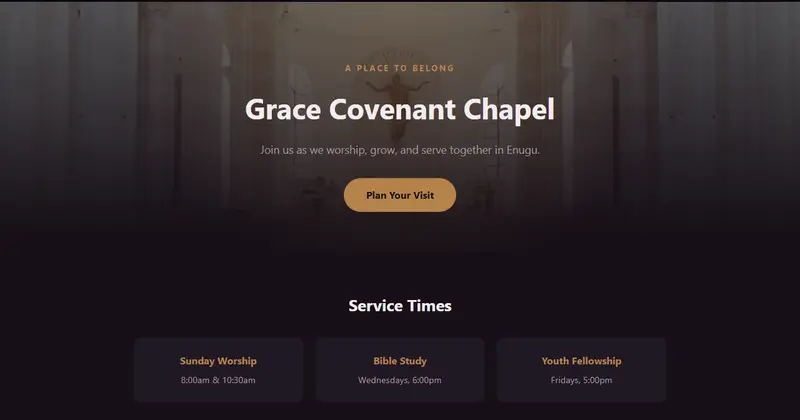 A PLACE TO BELONG
Grace Covenant Chapel
Join us as we worship, grow, and serve together in Enugu.
Plan Your Visit
Service Times
Sunday Worship
8:00am & 10:30am
Bible Study
Wednesdays, 6:00pm
Youth Fellowship
Fridays, 5:00pm